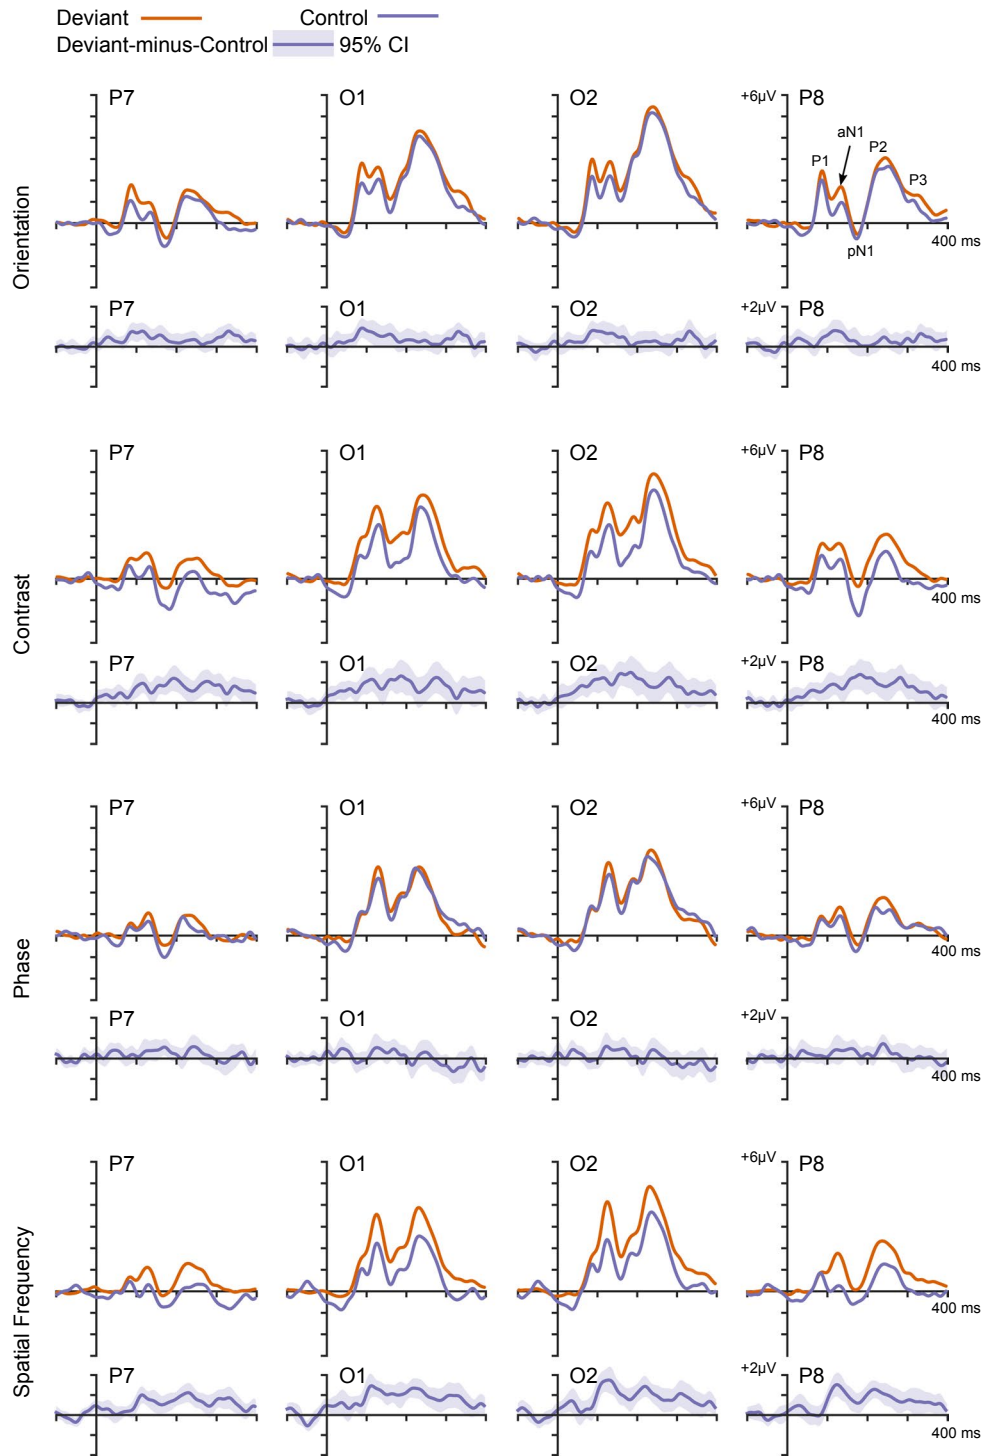 Deviant Control
Deviant-minus-Control 95% CI
Orientation
P7 O1 O2 +6μV P8
P1 aN1 P2 P3
pN1
400 ms
P7 O1 O2 +2μV P8
400 ms
Contrast
P7 O1 O2 +6μV P8
400 ms
P7 O1 O2 +2μV P8
400 ms
Phase
P7 O1 O2 +6μV P8
400 ms
P7 O1 O2 +2μV P8
400 ms
Spatial Frequency
P7 O1 O2 +6μV P8
400 ms
P7 O1 O2 +2μV P8
400 ms